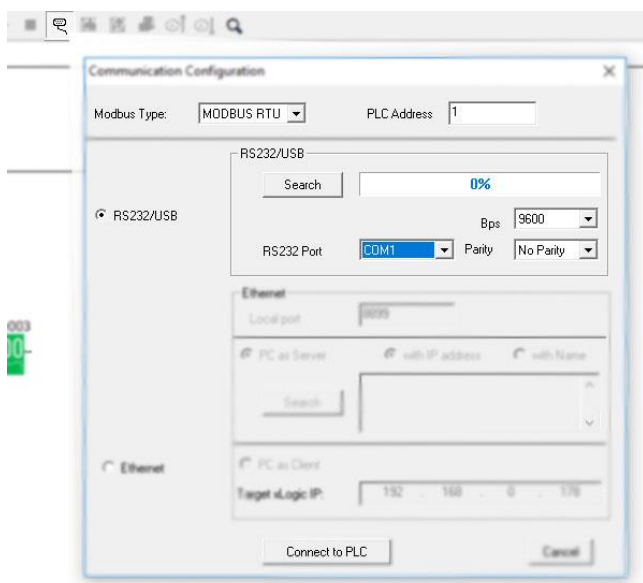 Communication Configuration
Modbus Type: MODBUS RTU PLC Address 1
RS232/USB
Search 0%
RS232/USB
Bps 9600
RS232 Port COM1 Parity No Parity
Ethernet
Local port 8899
003
PC as Server with IP address with Name
00
Search
Ethernet
PC as Client
Target xLogic IP: 192 . 168 . 0 . 178
Connect to PLC Cancel